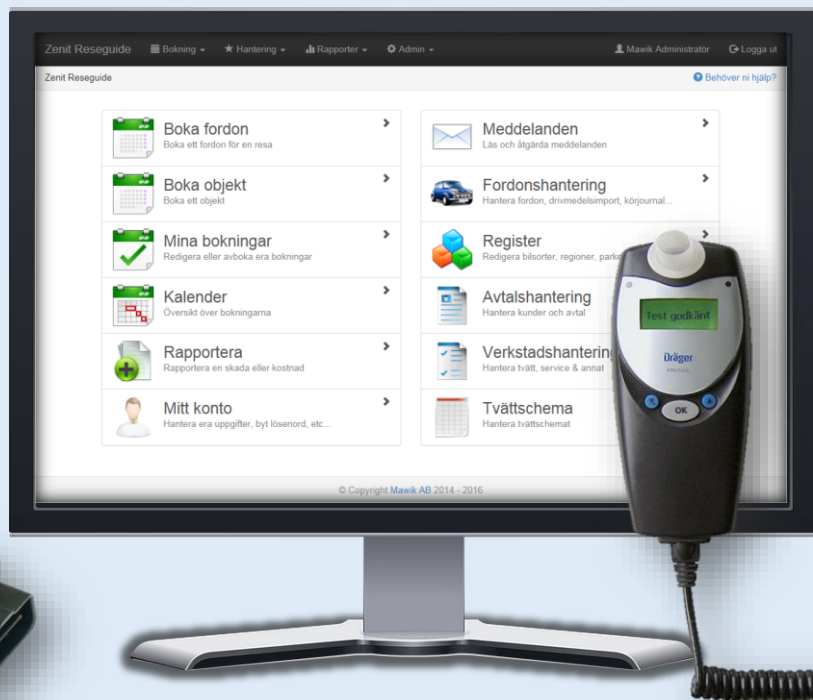 Zenit Reseguide Bokning Hantering Rapporter Admin Mawik Administratör Logga ut
Zenit Reseguide Behöver ni hjälp?
Boka fordon
Boka ett fordon för en resa
Boka objekt
Boka ett objekt
Mina bokningar
Redigera eller avboka era bokningar
Kalender
Översikt över bokningarna
Rapportera
Rapportera en skada eller kostnad
Mitt konto
Hantera era uppgifter, byt lösenord, etc...
Meddelanden
Läs och åtgärda meddelanden
Fordonshantering
Hantera fordon, drivmedelsimport, körjournal...
Register
Redigera bilsorter, regioner,
Avtalshantering
Hantera kunder och avtal
Verkstadshantering
Hantera tvätt, service & annat
Tvättschema
Hantera tvättschemat
© Copyright Mawik AB 2014 - 2016
Test godkänt
Dräger
OK